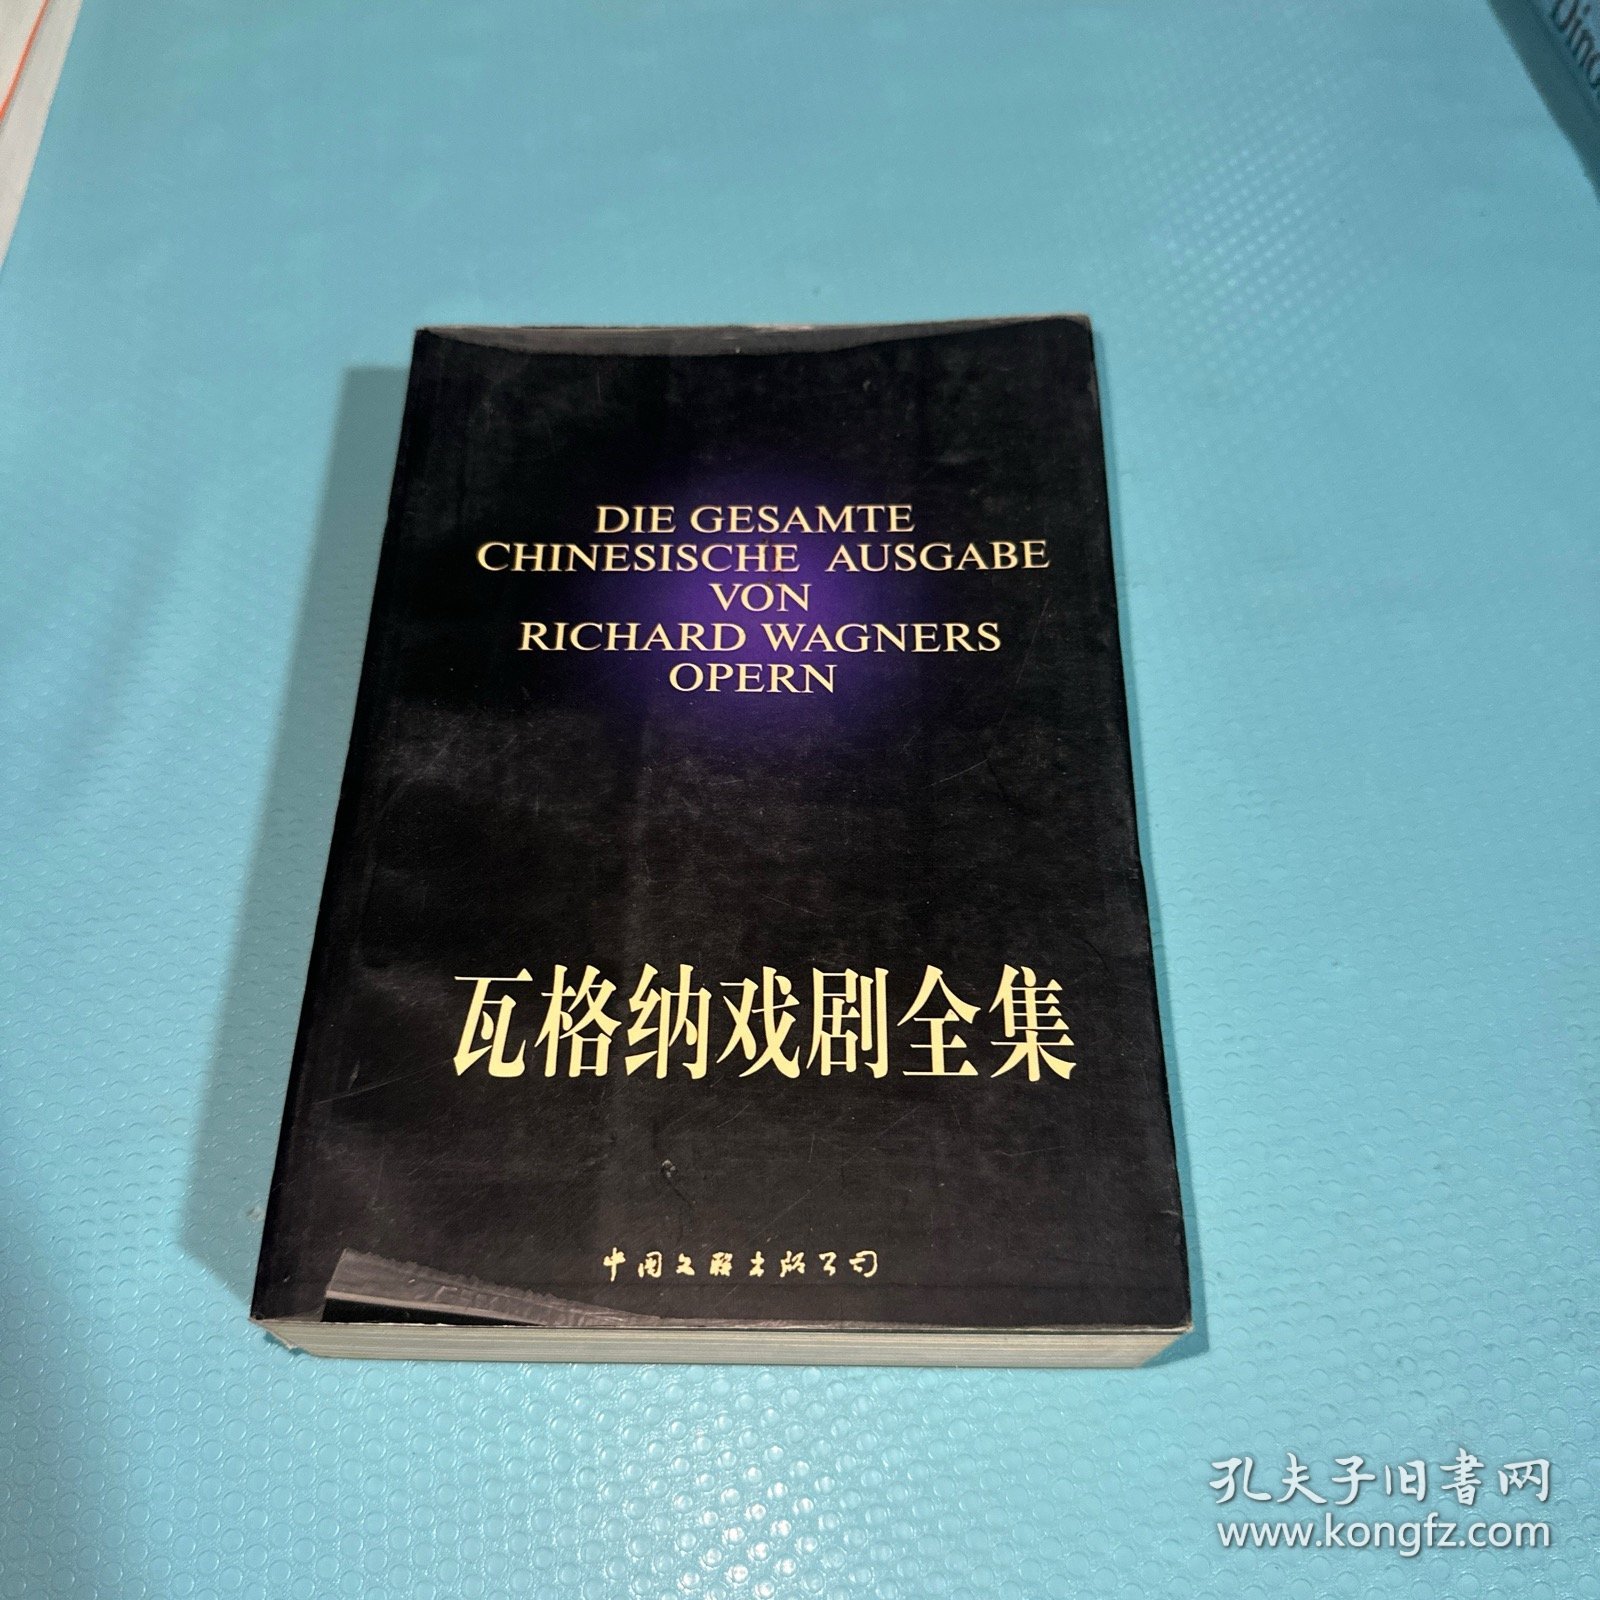 DIE GESAMTE
CHINESISCHE AUSGABE
VON
RICHARD WAGNERS
OPERN
瓦格纳戏剧全集
中国文联出版公司
孔夫子旧书网
www.kongfz.com